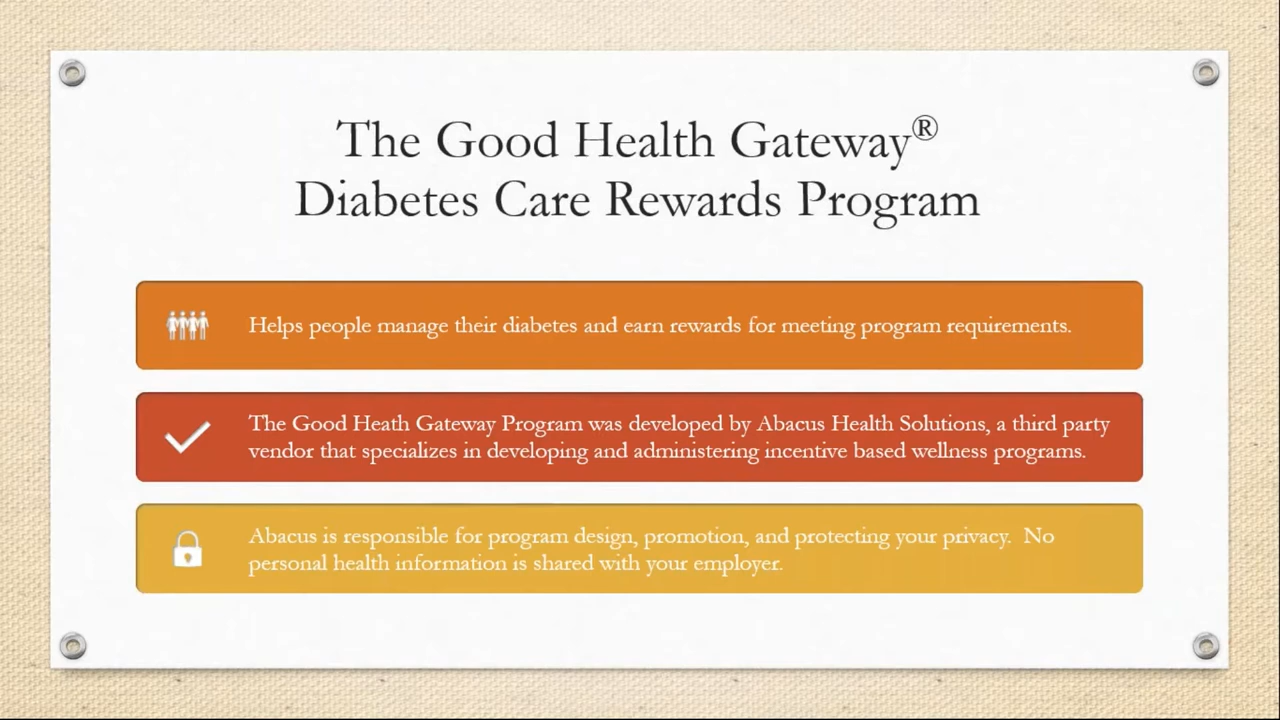 The Good Health Gateway®
Diabetes Care Rewards Program
Helps people manage their diabetes and earn rewards for meeting program requirements.
The Good Heath Gateway Program was developed by Abacus Health Solutions, a third party
vendor that specializes in developing and administering incentive based wellness programs.
Abacus is responsible for program design, promotion, and protecting your privacy.  No
personal health information is shared with your employer.